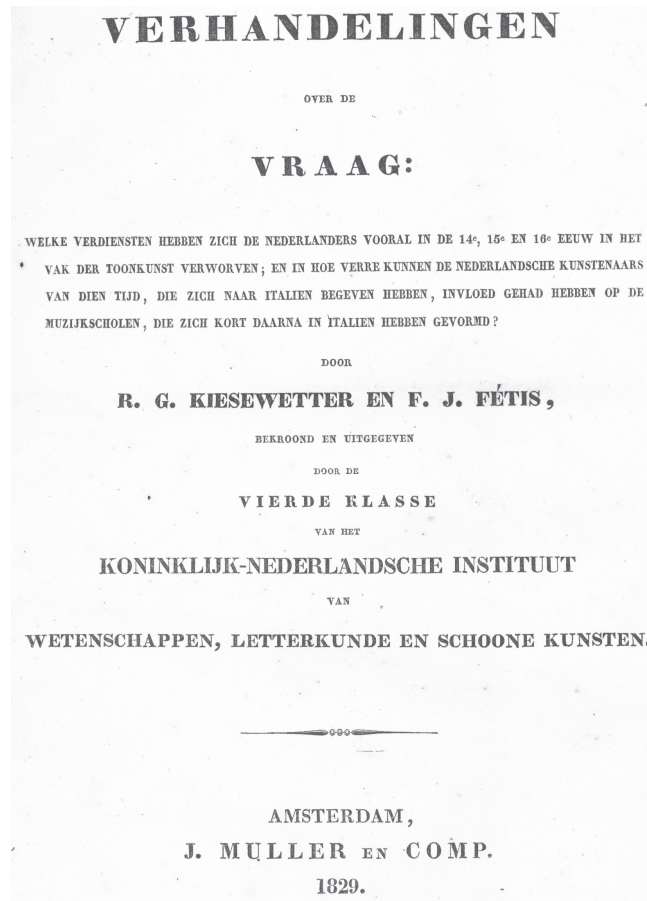 VERHANDELINGEN
OVER DE
VRAAG:
WELKE VERDIENSTEN HEBBEN ZICH DE NEDERLANDERS VOORAL IN DE 14e, 15e EN 16e EEUW IN HET
VAK DER TOONKUNST VERWORVEN; EN IN HOE VERRE KUNNEN DE NEDERLANDSCHE KUNSTENAARS
VAN DIEN TIJD, DIE ZICH NAAR ITALIEN BEGEVEN HEBBEN, INVLOED GEHAD HEBBEN OP DE
MUZIJKSCHOLEN, DIE ZICH KORT DAARNA IN ITALIEN HEBBEN GEVORMD?
DOOR
R. G. KIESEWETTER EN F. J. FÉTIS,
BEKROOND EN UITGEGEVEN
DOOR DE
VIERDE KLASSE
VAN HET
KONINKLIJK-NEDERLANDSCHE INSTITUUT
VAN
WETENSCHAPPEN, LETTERKUNDE EN SCHOONE KUNSTEN.
AMSTERDAM,
J. MULLER EN COMP.
1829.